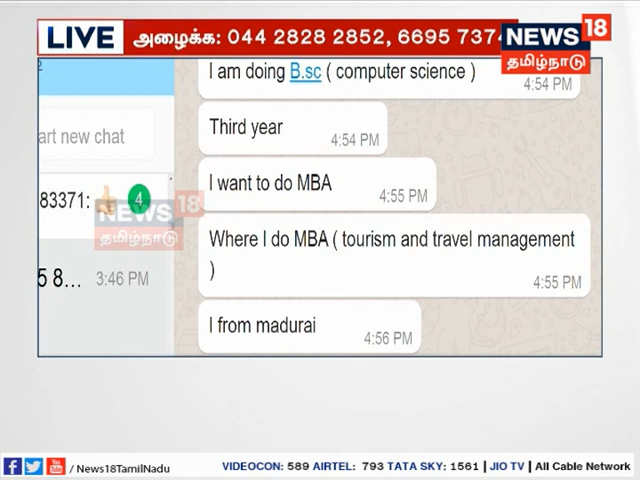 LIVE அழைக்க: 044 2828 2852, 6695 7374
NEWS 18
தமிழ்நாடு
I am doing B.sc ( computer science )
4:54 PM
art new chat
Third year
4:54 PM
I want to do MBA
4:55 PM
83371: 👍 4
NEWS 18
தமிழ்நாடு
Where I do MBA ( tourism and travel management
)
4:55 PM
5 8... 3:46 PM
I from madurai
4:56 PM
/ News18TamilNadu VIDEOCON: 589 AIRTEL: 793 TATA SKY: 1561 | JIO TV | All Cable Network